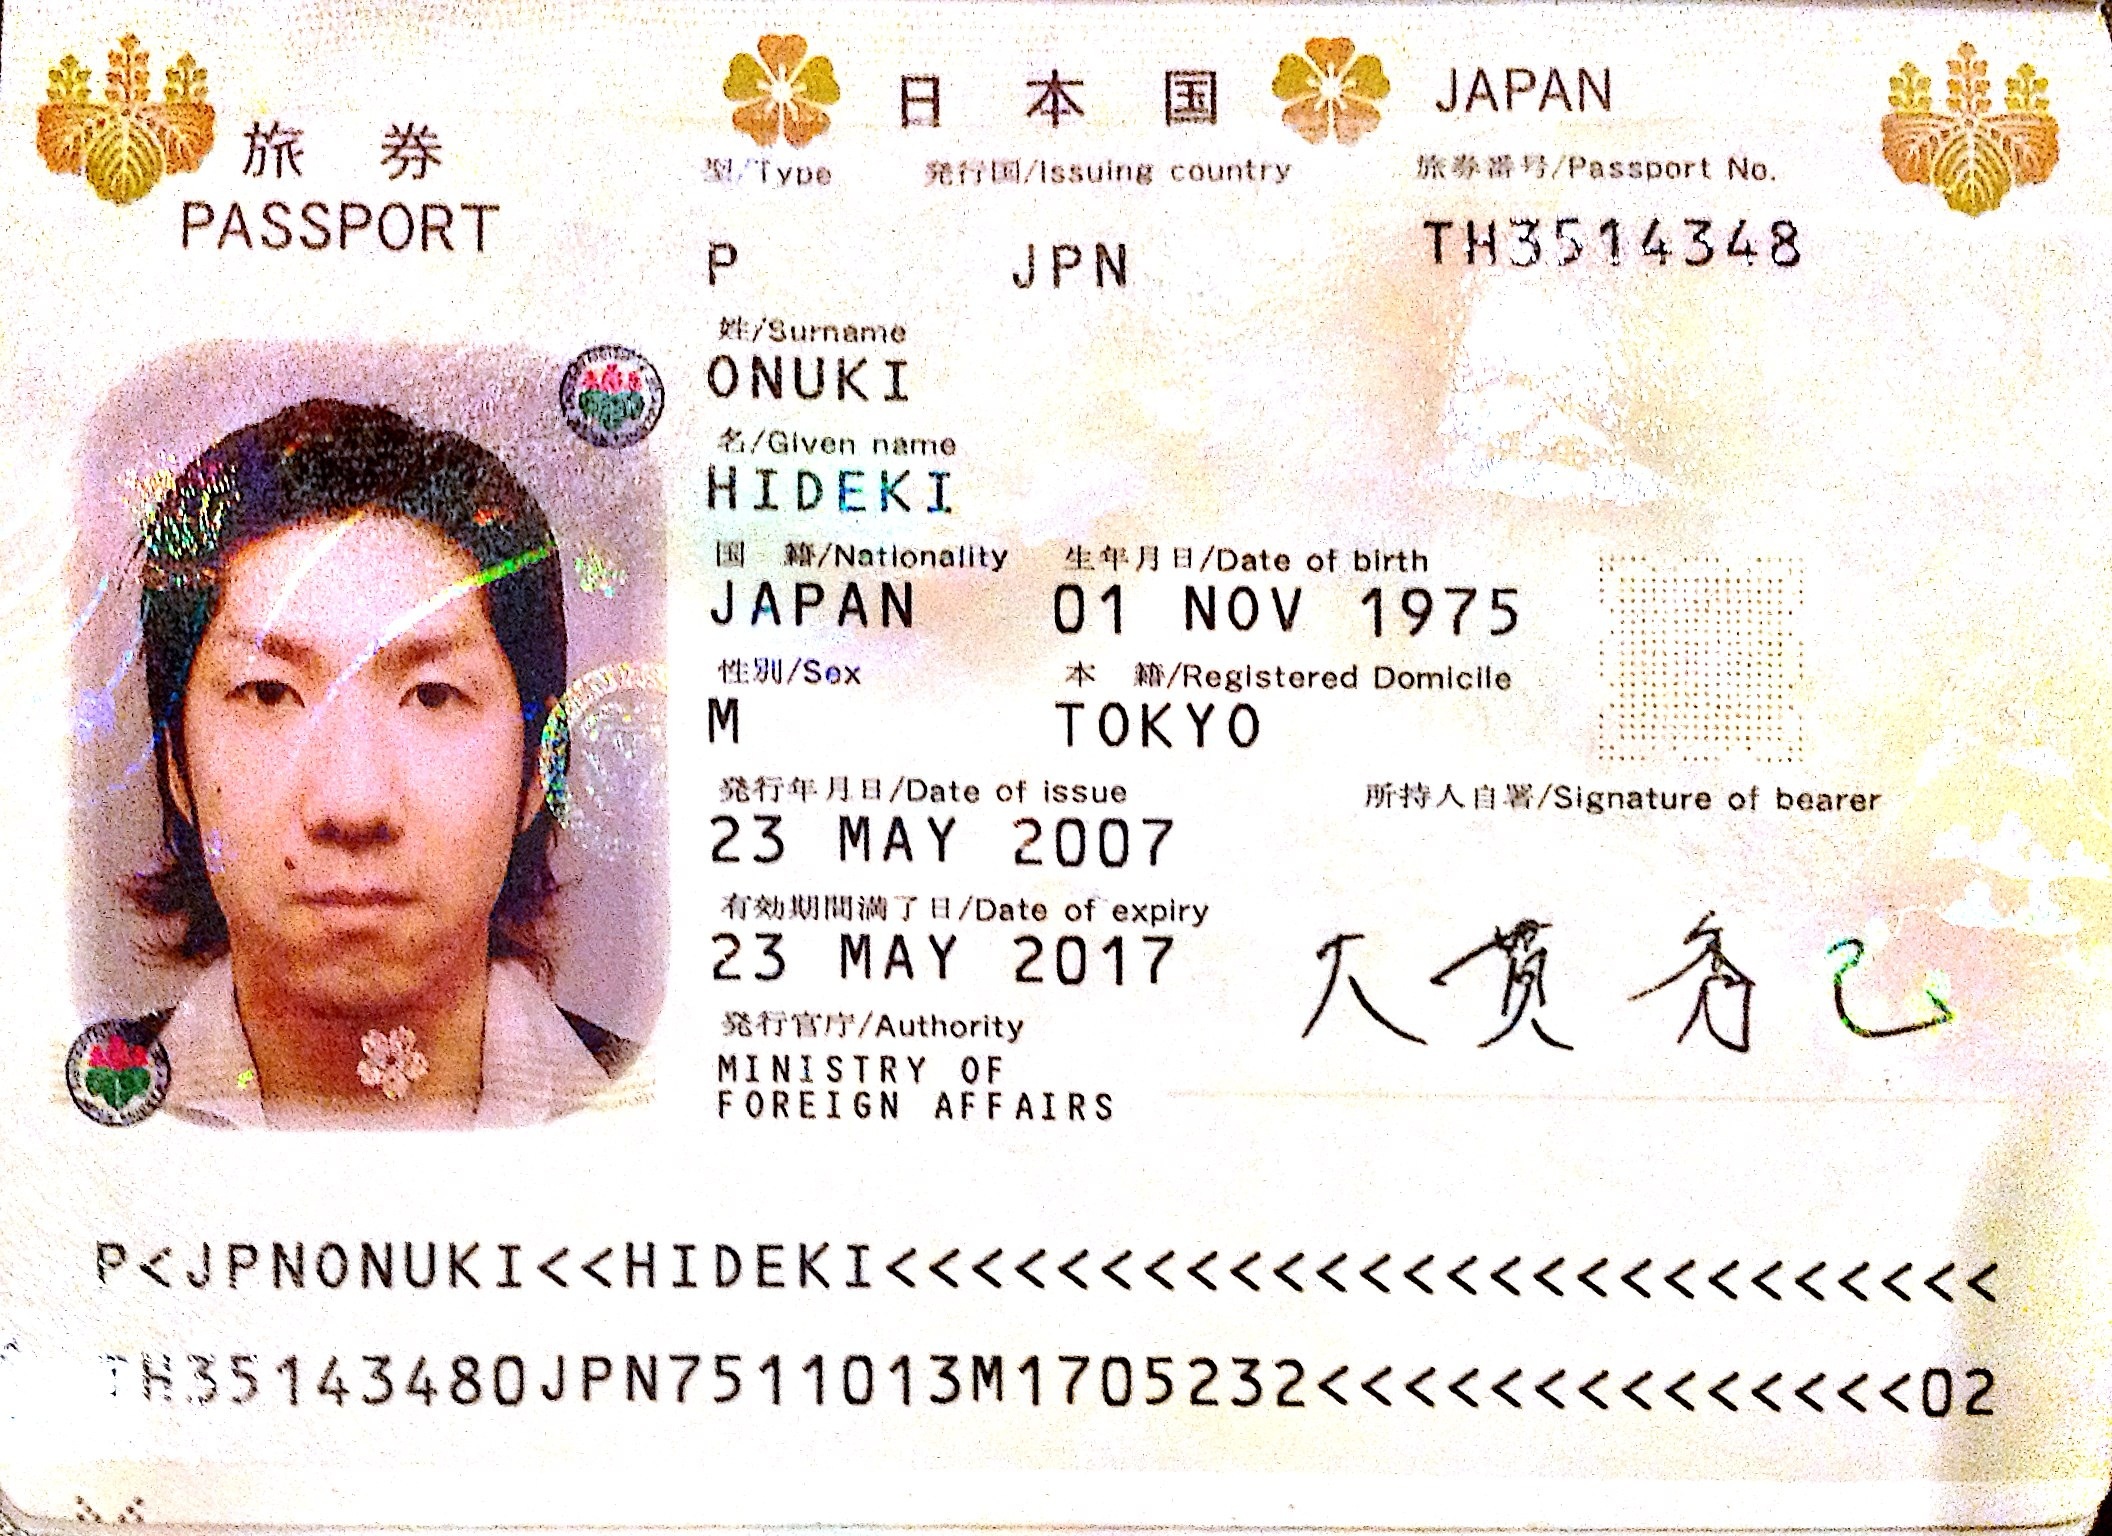 旅券
PASSPORT
日本国 JAPAN
型/Type 発行国/Issuing country 旅券番号/Passport No.
P JPN TH3514348
姓/Surname
ONUKI
名/Given name
HIDEKI
国 籍/Nationality 生年月日/Date of birth
JAPAN 01 NOV 1975
性別/Sex 本 籍/Registered Domicile
M TOKYO
発行年月日/Date of issue 所持人自署/Signature of bearer
23 MAY 2007
有効期間満了日/Date of expiry
23 MAY 2017
大貫 秀己
発行官庁/Authority
MINISTRY OF
FOREIGN AFFAIRS
P<JPNONUKI<<HIDEKI<<<<<<<<<<<<<<<<<<<<<<<<<<
TH35143480JPN7511013M1705232<<<<<<<<<<<<<<02